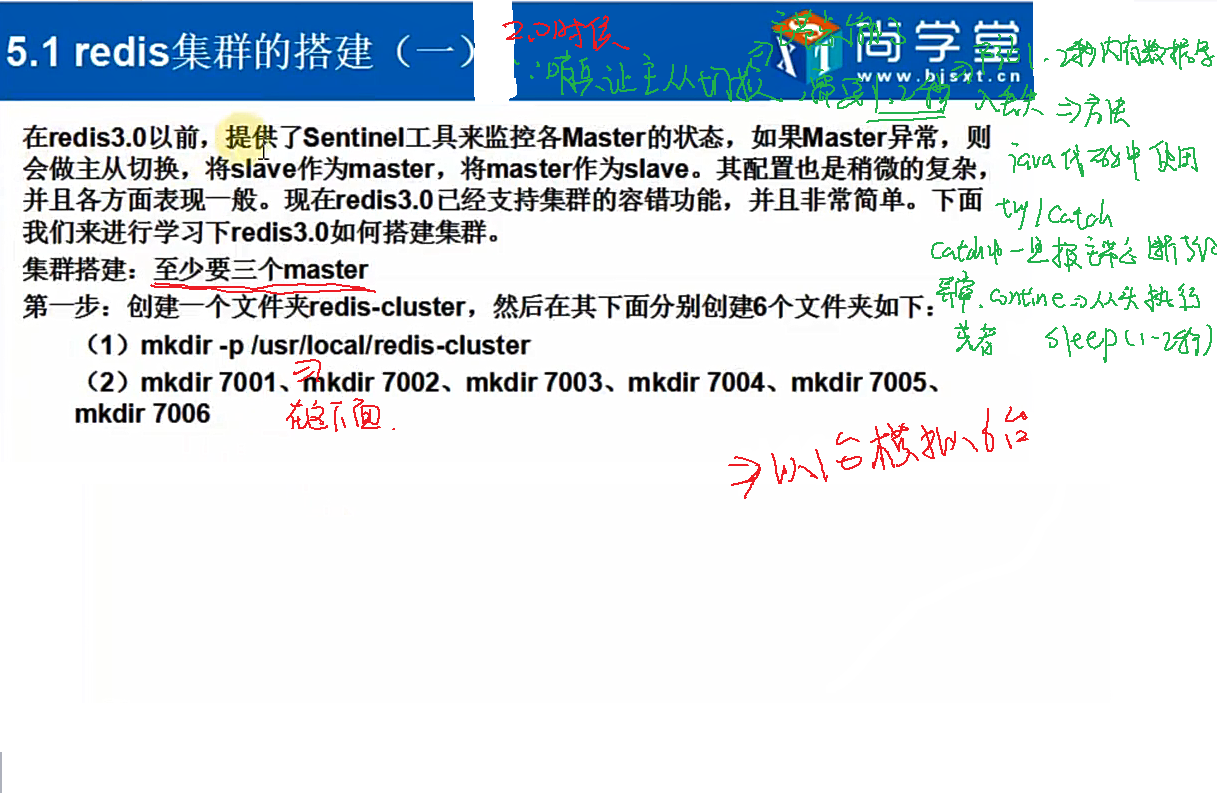 5.1 redis集群的搭建（一）
2.0时候
尚学堂
www.bjsxt.cn
在redis3.0以前，提供了Sentinel工具来监控各Master的状态，如果Master异常，则
会做主从切换，将slave作为master，将master作为slave。其配置也是稍微的复杂，
并且各方面表现一般。现在redis3.0已经支持集群的容错功能，并且非常简单。下面
我们来进行学习下redis3.0如何搭建集群。
集群搭建：至少要三个master
第一步：创建一个文件夹redis-cluster，然后在其下面分别创建6个文件夹如下：
（1）mkdir -p /usr/local/redis-cluster
（2）mkdir 7001、mkdir 7002、mkdir 7003、mkdir 7004、mkdir 7005、
mkdir 7006
在这下面.
⇒以1台模拟6台
主从切换 需要1.2秒
1.2秒内有数据
丢失 ⇒方法
java代码中使用
try/catch
catch中一旦报
异常.contine⇒从头执行
或者 sleep(1-2秒)